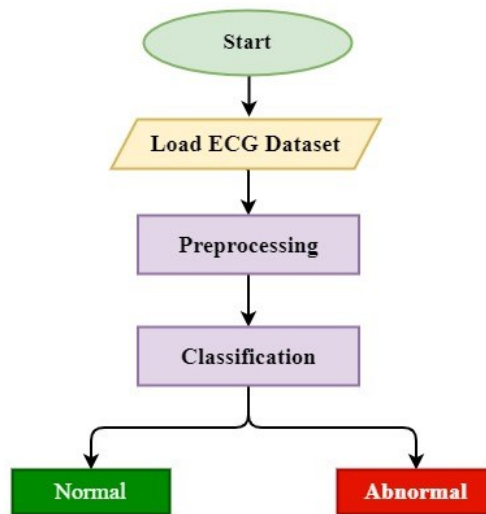 Start
Load ECG Dataset
Preprocessing
Classification
Normal
Abnormal